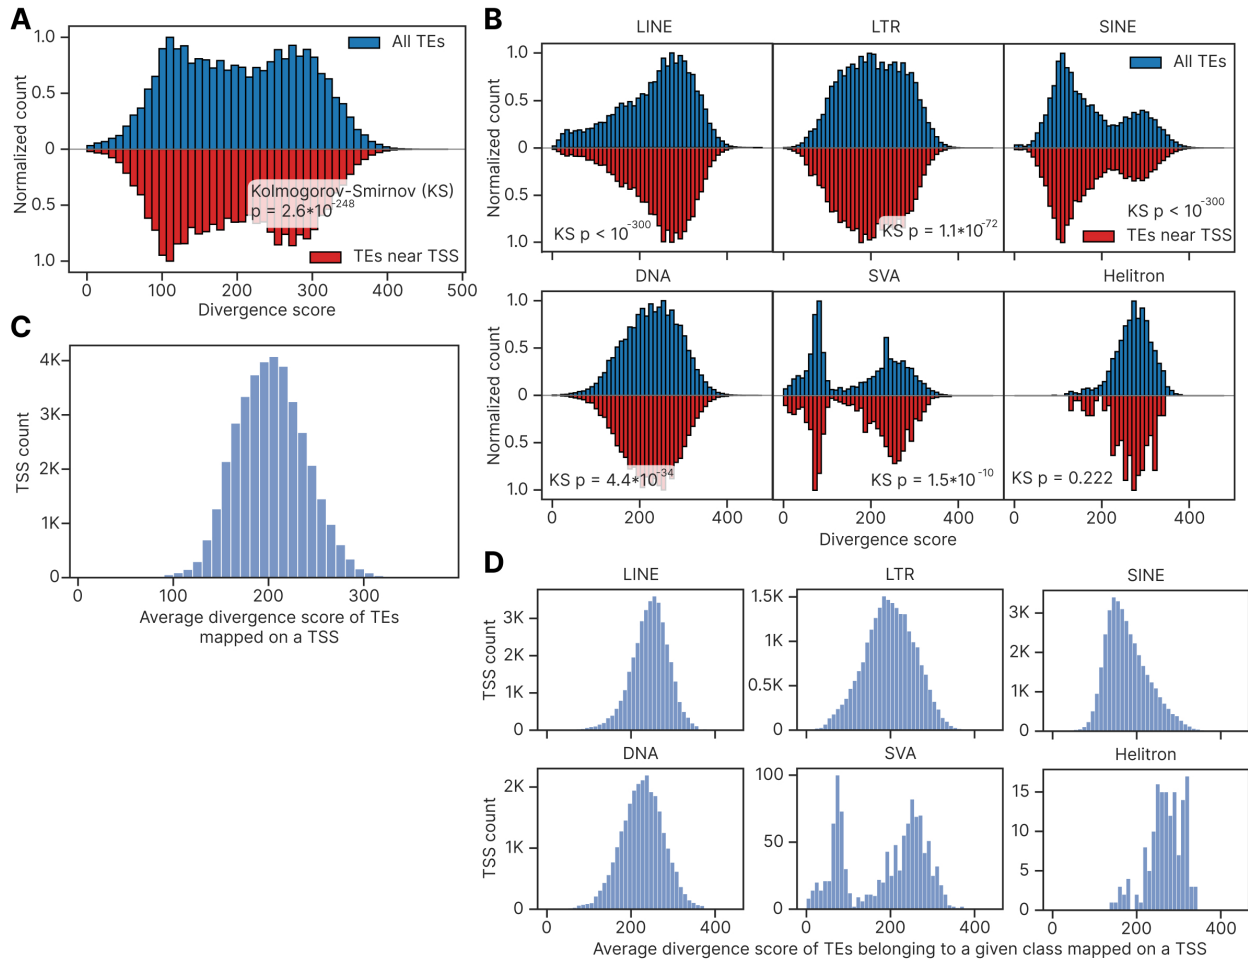 A
1.0
0.5
0
0.5
1.0
Normalized count
All TEs
Kolmogorov-Smirnov (KS)
p = 2.6*10^-248
TEs near TSS
0 100 200 300 400 500
Divergence score
B
LINE LTR SINE
1.0
0.5
0
0.5
1.0
Normalized count
All TEs
KS p < 10^-300
KS p = 1.1*10^-72
KS p < 10^-300
TEs near TSS
DNA SVA Helitron
1.0
0.5
0
0.5
1.0
Normalized count
KS p = 4.4*10^-34
KS p = 1.5*10^-10
KS p = 0.222
0 200 400 0 200 400 0 200 400
Divergence score
C
4K
3K
2K
1K
0
TSS count
0 100 200 300
Average divergence score of TEs
mapped on a TSS
D
LINE LTR SINE
3K
2K
1K
0
TSS count
1.5K
1K
0.5K
0
3K
2K
1K
0
DNA SVA Helitron
2K
1K
0
TSS count
100
50
0
15
10
5
0
0 200 400 0 200 400 0 200 400
Average divergence score of TEs belonging to a given class mapped on a TSS